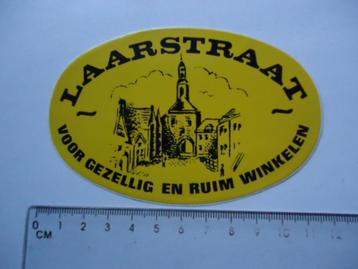 ~ LAARSTRAAT ~
VOOR GEZELLIG EN RUIM WINKELEN
0 1 2 3 4 5 6 7 8 9 10 11 12
CM